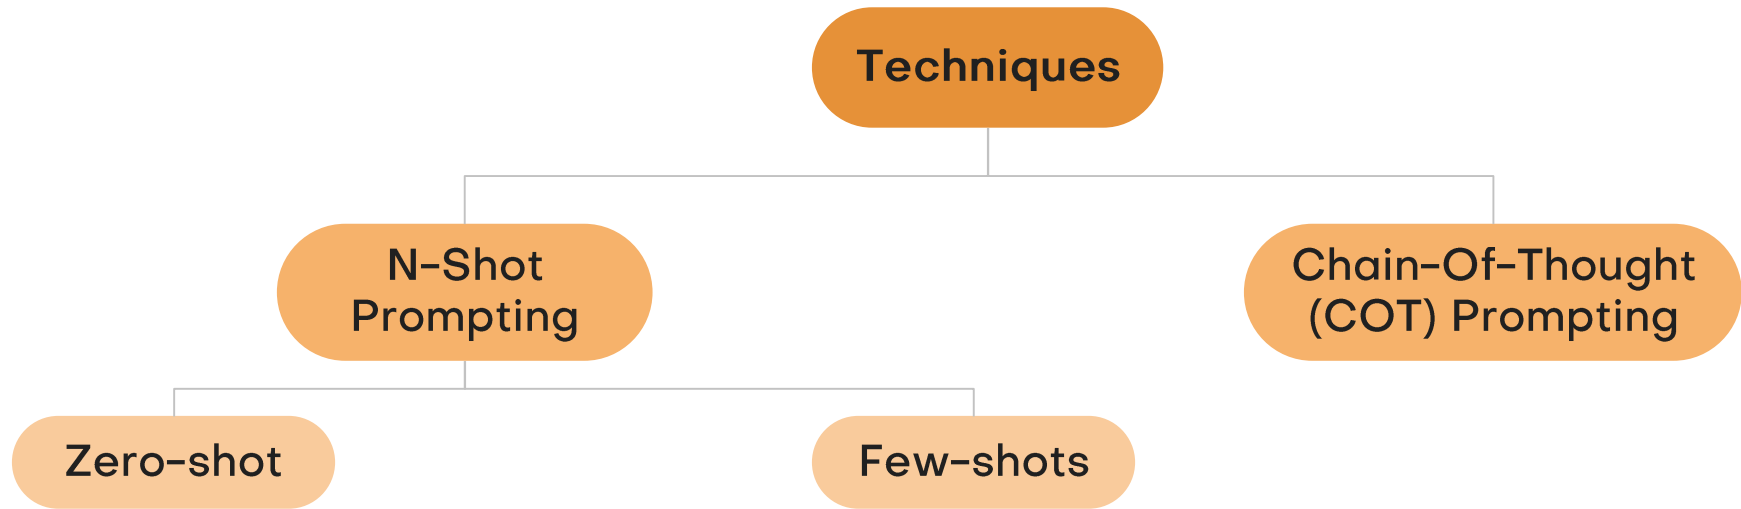 Techniques
N-Shot
Prompting
Chain-Of-Thought
(COT) Prompting
Zero-shot
Few-shots